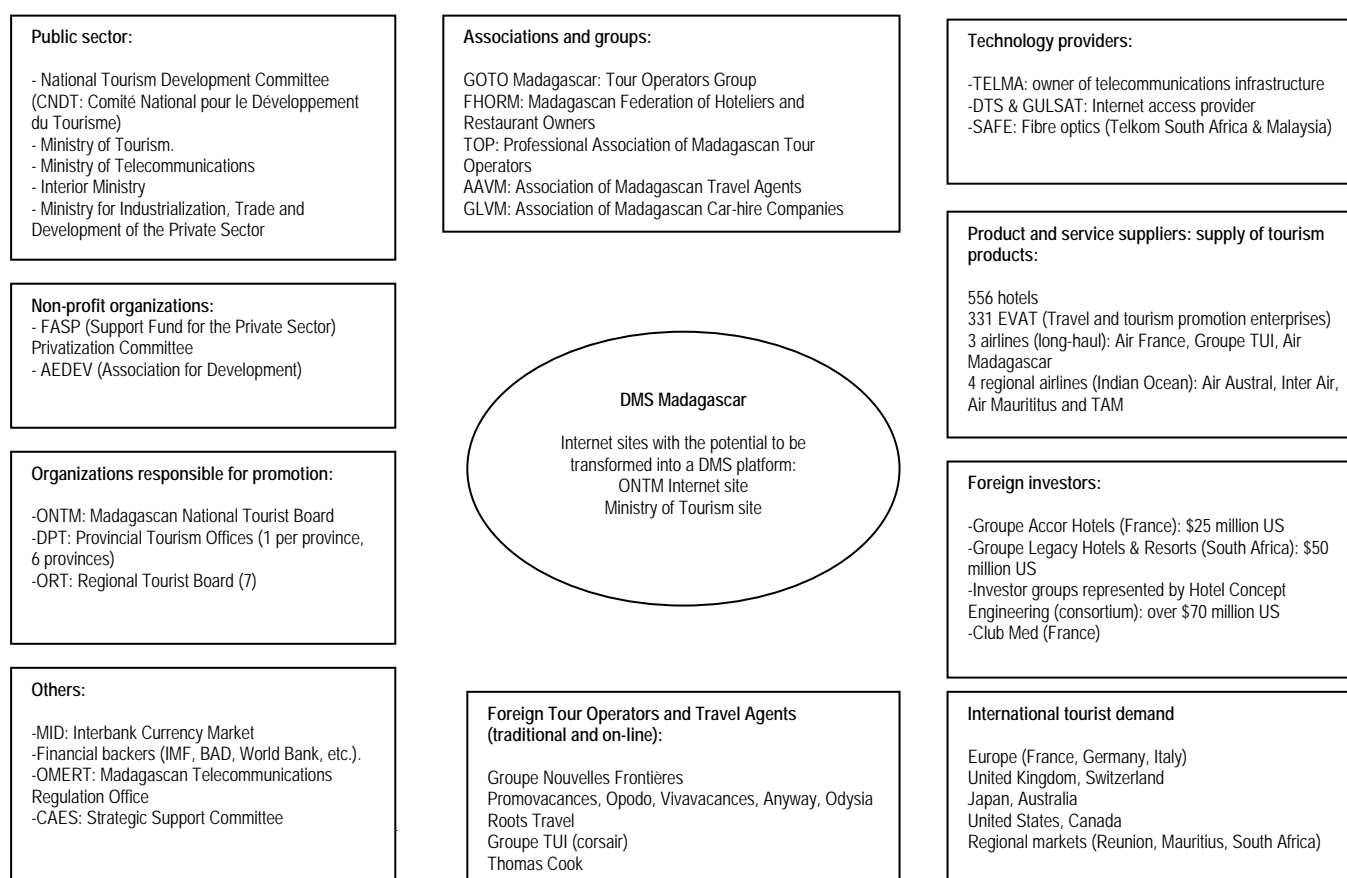 Public sector:
- National Tourism Development Committee
(CNDT: Comité National pour le Développement
du Tourisme)
- Ministry of Tourism.
- Ministry of Telecommunications
- Interior Ministry
- Ministry for Industrialization, Trade and
Development of the Private Sector
Non-profit organizations:
- FASP (Support Fund for the Private Sector)
Privatization Committee
- AEDEV (Association for Development)
Organizations responsible for promotion:
-ONTM: Madagascan National Tourist Board
-DPT: Provincial Tourism Offices (1 per province,
6 provinces)
-ORT: Regional Tourist Board (7)
Others:
-MID: Interbank Currency Market
-Financial backers (IMF, BAD, World Bank, etc.).
-OMERT: Madagascan Telecommunications
Regulation Office
-CAES: Strategic Support Committee
Associations and groups:
GOTO Madagascar: Tour Operators Group
FHORM: Madagascan Federation of Hoteliers and
Restaurant Owners
TOP: Professional Association of Madagascan Tour
Operators
AAVM: Association of Madagascan Travel Agents
GLVM: Association of Madagascan Car-hire Companies
DMS Madagascar
Internet sites with the potential to be
transformed into a DMS platform:
ONTM Internet site
Ministry of Tourism site
Foreign Tour Operators and Travel Agents
(traditional and on-line):
Groupe Nouvelles Frontières
Promovacances, Opodo, Vivavacances, Anyway, Odysia
Roots Travel
Groupe TUI (corsair)
Thomas Cook
Technology providers:
-TELMA: owner of telecommunications infrastructure
-DTS & GULSAT: Internet access provider
-SAFE: Fibre optics (Telkom South Africa & Malaysia)
Product and service suppliers: supply of tourism
products:
556 hotels
331 EVAT (Travel and tourism promotion enterprises)
3 airlines (long-haul): Air France, Groupe TUI, Air
Madagascar
4 regional airlines (Indian Ocean): Air Austral, Inter Air,
Air Maurititus and TAM
Foreign investors:
-Groupe Accor Hotels (France): $25 million US
-Groupe Legacy Hotels & Resorts (South Africa): $50
million US
-Investor groups represented by Hotel Concept
Engineering (consortium): over $70 million US
-Club Med (France)
International tourist demand
Europe (France, Germany, Italy)
United Kingdom, Switzerland
Japan, Australia
United States, Canada
Regional markets (Reunion, Mauritius, South Africa)